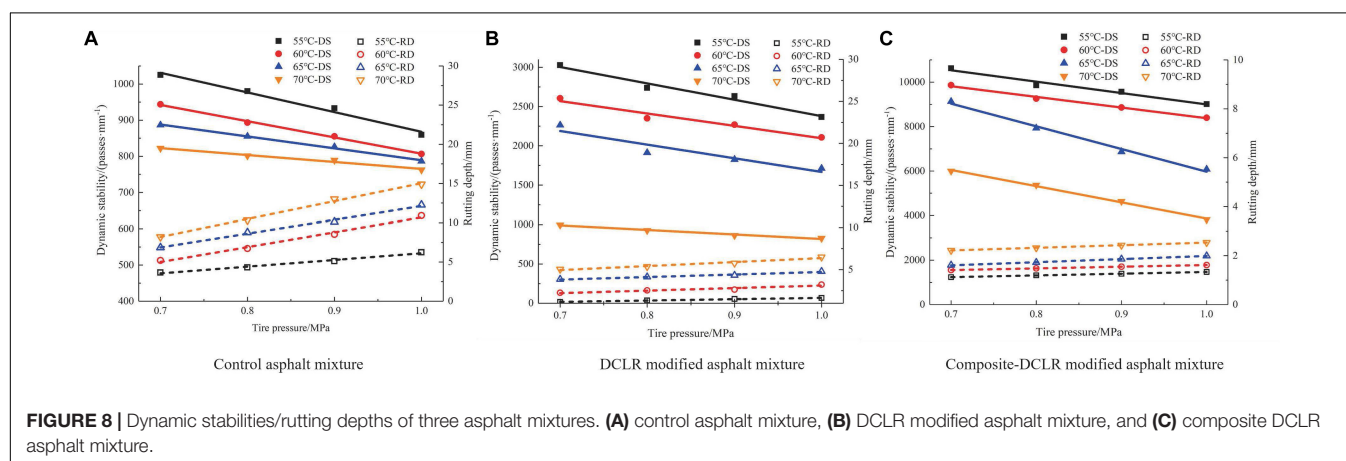 A
55°C-DS 55°C-RD
60°C-DS 60°C-RD
65°C-DS 65°C-RD
70°C-DS 70°C-RD
Dynamic stability/(passes·mm⁻¹)
1000
900
800
700
600
500
400
30
25
20
15
10
5
0
Rutting depth/mm
0.7 0.8 0.9 1.0
Tire pressure/MPa
Control asphalt mixture
B
55°C-DS 55°C-RD
60°C-DS 60°C-RD
65°C-DS 65°C-RD
70°C-DS 70°C-RD
Dynamic stability/(passes·mm⁻¹)
3000
2500
2000
1500
1000
500
0
30
25
20
15
10
5
Rutting depth/mm
0.7 0.8 0.9 1.0
Tire pressure/MPa
DCLR modified asphalt mixture
C
55°C-DS 55°C-RD
60°C-DS 60°C-RD
65°C-DS 65°C-RD
70°C-DS 70°C-RD
Dynamic stability/(passes·mm⁻¹)
10000
8000
6000
4000
2000
0
10
8
6
4
2
0
Rutting depth/mm
0.7 0.8 0.9 1.0
Tire pressure/MPa
Composite-DCLR modified asphalt mixture
FIGURE 8 | Dynamic stabilities/rutting depths of three asphalt mixtures. (A) control asphalt mixture, (B) DCLR modified asphalt mixture, and (C) composite DCLR
asphalt mixture.